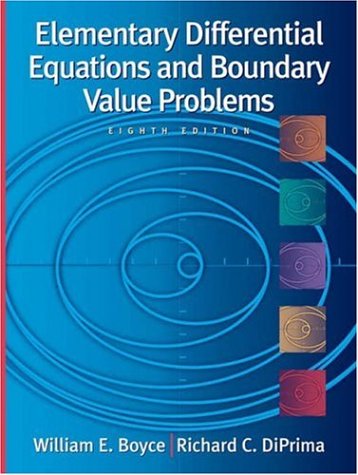 Elementary Differential
Equations and Boundary
Value Problems
EIGHTH EDITION
William E. Boyce | Richard C. DiPrima